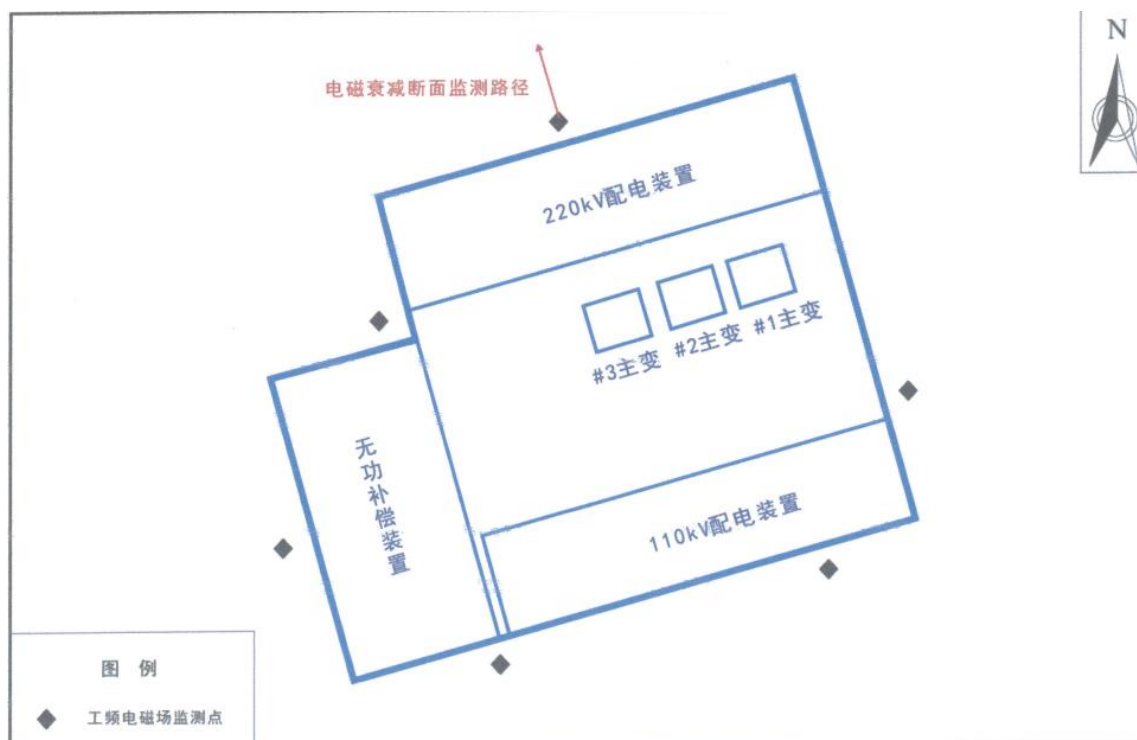 N
电磁衰减断面监测路径
220kV配电装置
#3主变 #2主变 #1主变
无功补偿装置
110kV配电装置
图 例
工频电磁场监测点